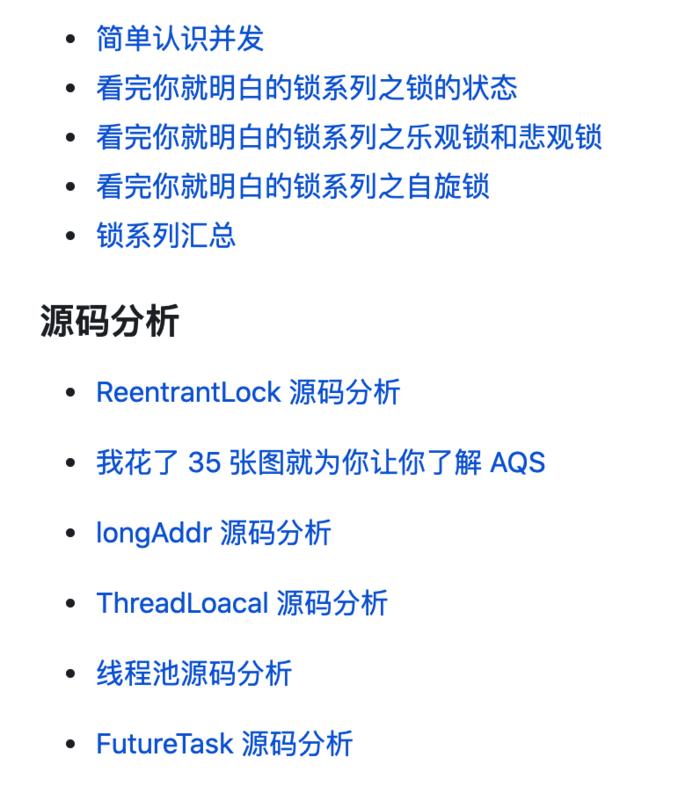 简单认识并发
看完你就明白的锁系列之锁的状态
看完你就明白的锁系列之乐观锁和悲观锁
看完你就明白的锁系列之自旋锁
锁系列汇总
源码分析
ReentrantLock 源码分析
我花了 35 张图就为你让你了解 AQS
longAddr 源码分析
ThreadLoacal 源码分析
线程池源码分析
FutureTask 源码分析